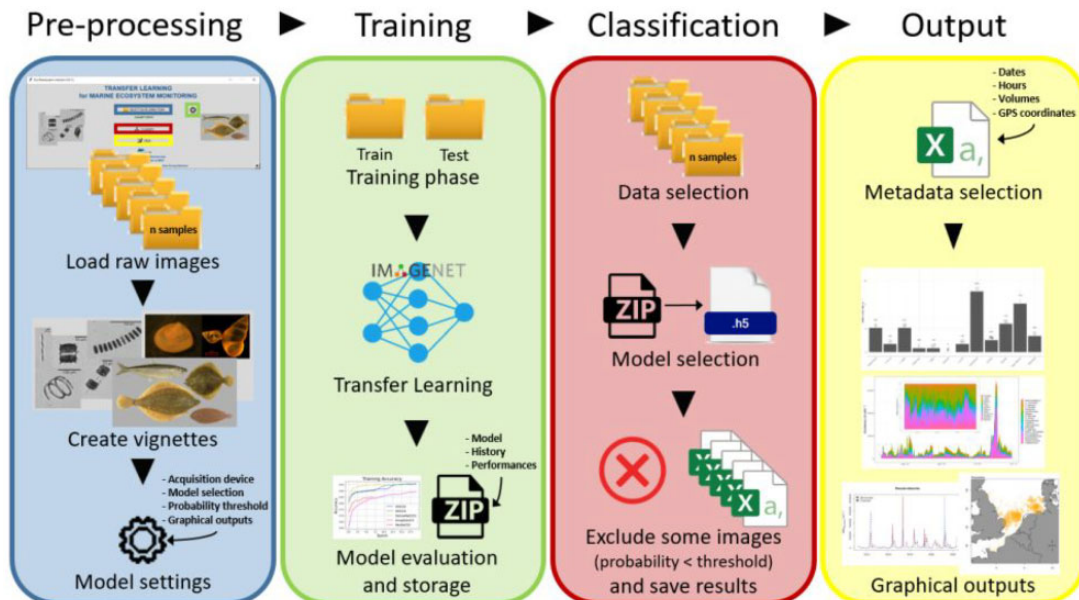 Pre-processing
Training
Classification
Output
TRANSFER LEARNING
for MARINE ECOSYSTEM MONITORING
n samples
Load raw images
Create vignettes
- Acquisition device
- Model selection
- Probability threshold
- Graphical outputs
Model settings
Train
Test
Training phase
IMAGENET
Transfer Learning
- Model
- History
- Performances
Training Accuracy
ZIP
Model evaluation
and storage
n samples
Data selection
ZIP
.h5
Model selection
X a,
Exclude some images
(probability < threshold)
and save results
- Dates
- Hours
- Volumes
- GPS coordinates
X a,
Metadata selection
Graphical outputs